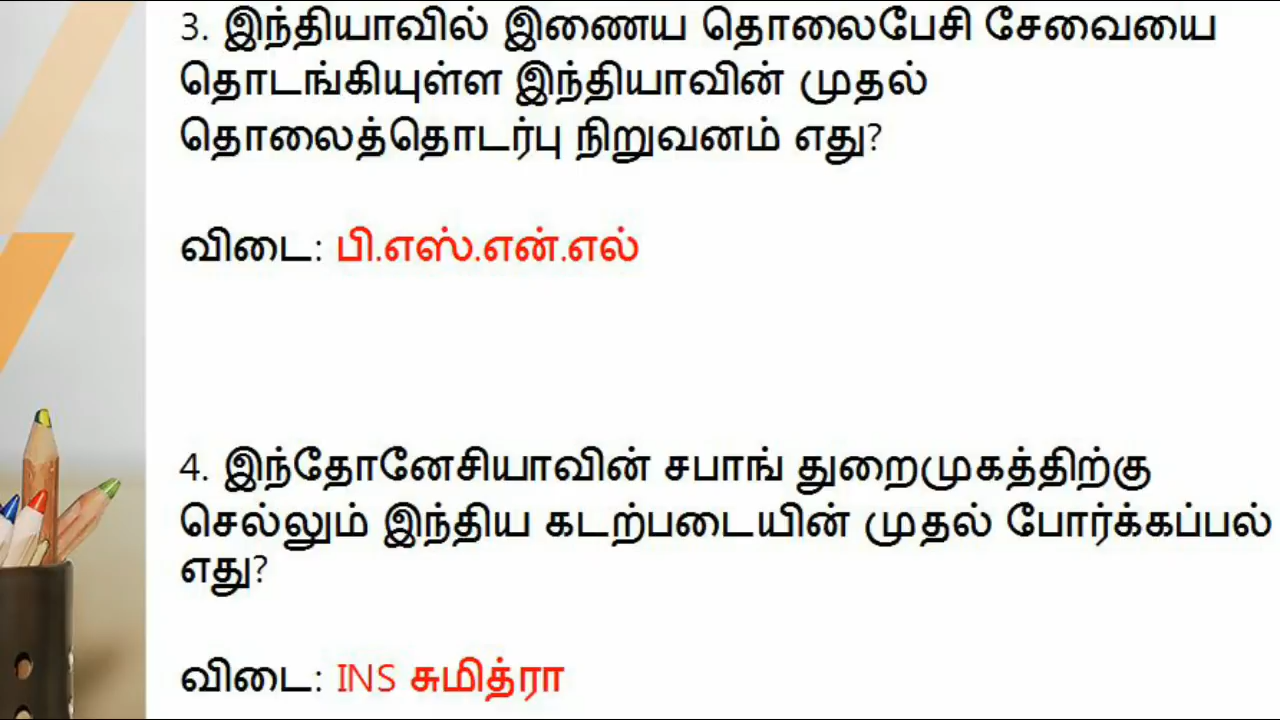 3. இந்தியாவில் இணைய தொலைபேசி சேவையை
தொடங்கியுள்ள இந்தியாவின் முதல்
தொலைத்தொடர்பு நிறுவனம் எது?
விடை: பி.எஸ்.என்.எல்
4. இந்தோனேசியாவின் சபாங் துறைமுகத்திற்கு
செல்லும் இந்திய கடற்படையின் முதல் போர்க்கப்பல்
எது?
விடை: INS சுமித்ரா